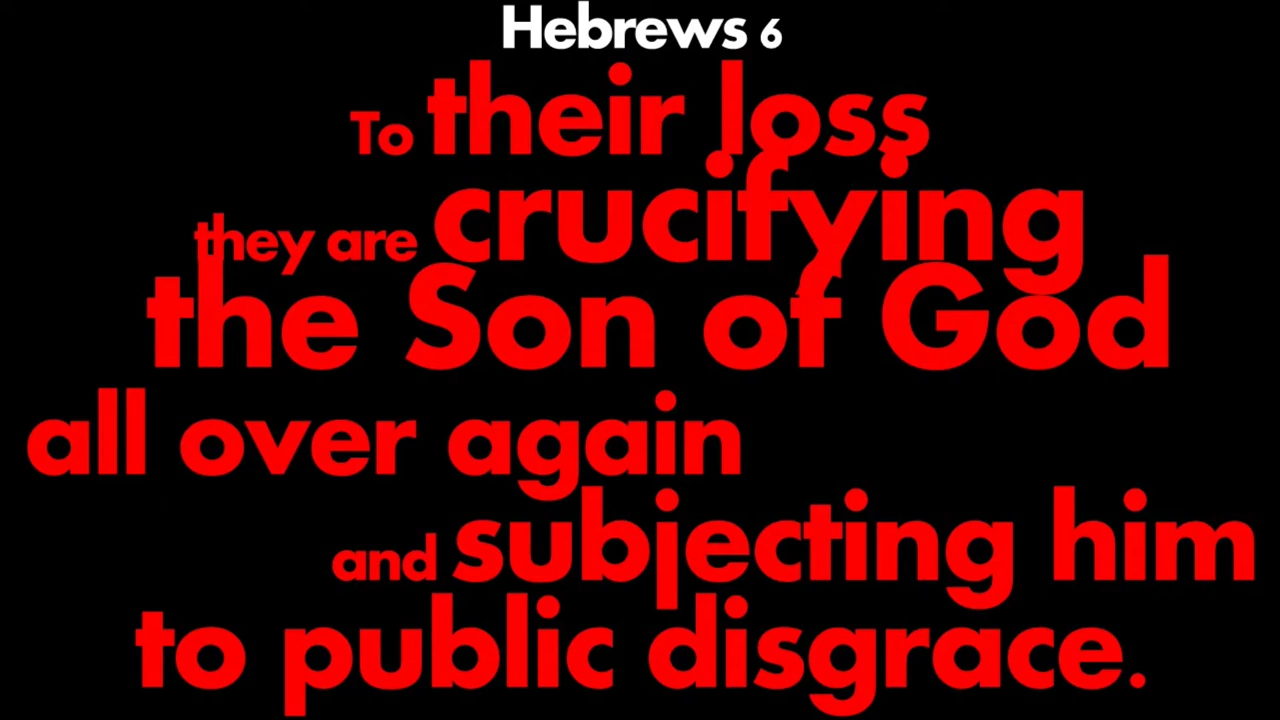 Hebrews 6
To their loss
they are crucifying
the Son of God
all over again
and subjecting him
to public disgrace.